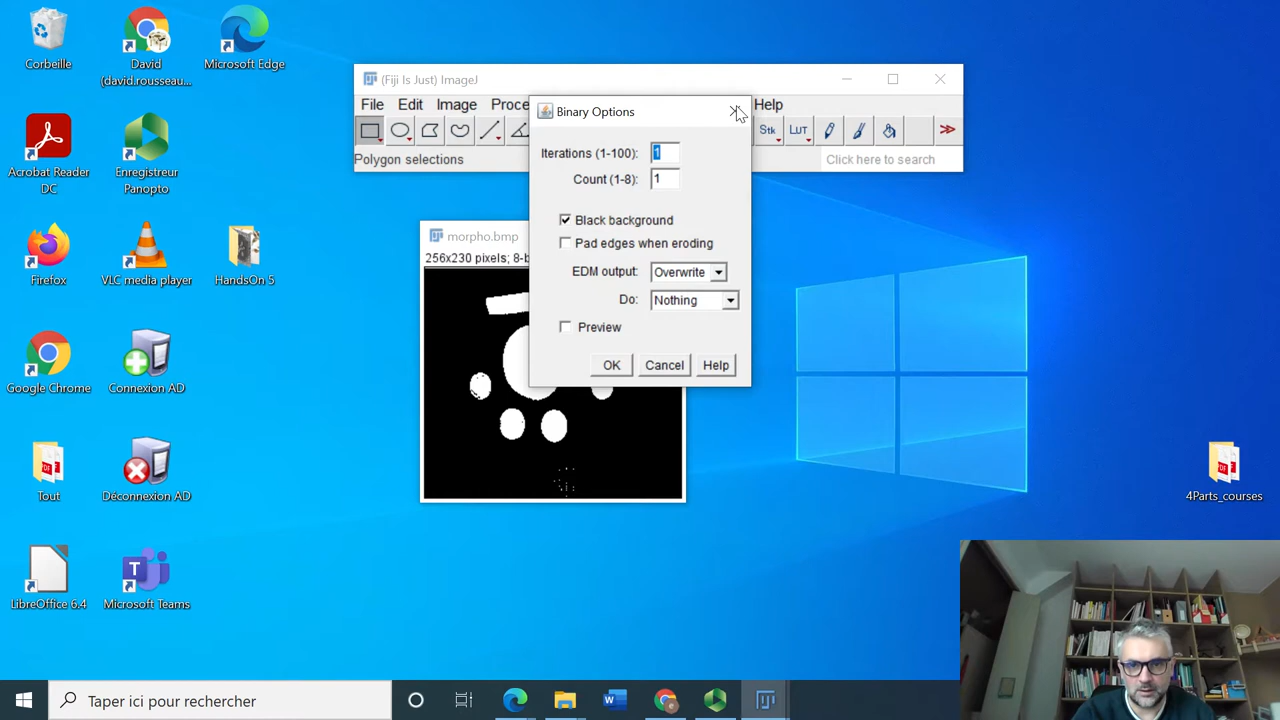 Corbeille
David
(david.rousseau...
Microsoft Edge
Acrobat Reader
DC
Enregistreur
Panopto
Firefox
VLC media player
HandsOn 5
Google Chrome
Connexion AD
Tout
Déconnexion AD
LibreOffice 6.4
Microsoft Teams
4Parts_courses
(Fiji Is Just) ImageJ
File Edit Image Proce Help
Stk LUT
Polygon selections
Click here to search
Binary Options
Iterations (1-100): 1
Count (1-8): 1
Black background
Pad edges when eroding
EDM output: Overwrite
Do: Nothing
Preview
OK Cancel Help
morpho.bmp
256x230 pixels; 8-b
Taper ici pour rechercher